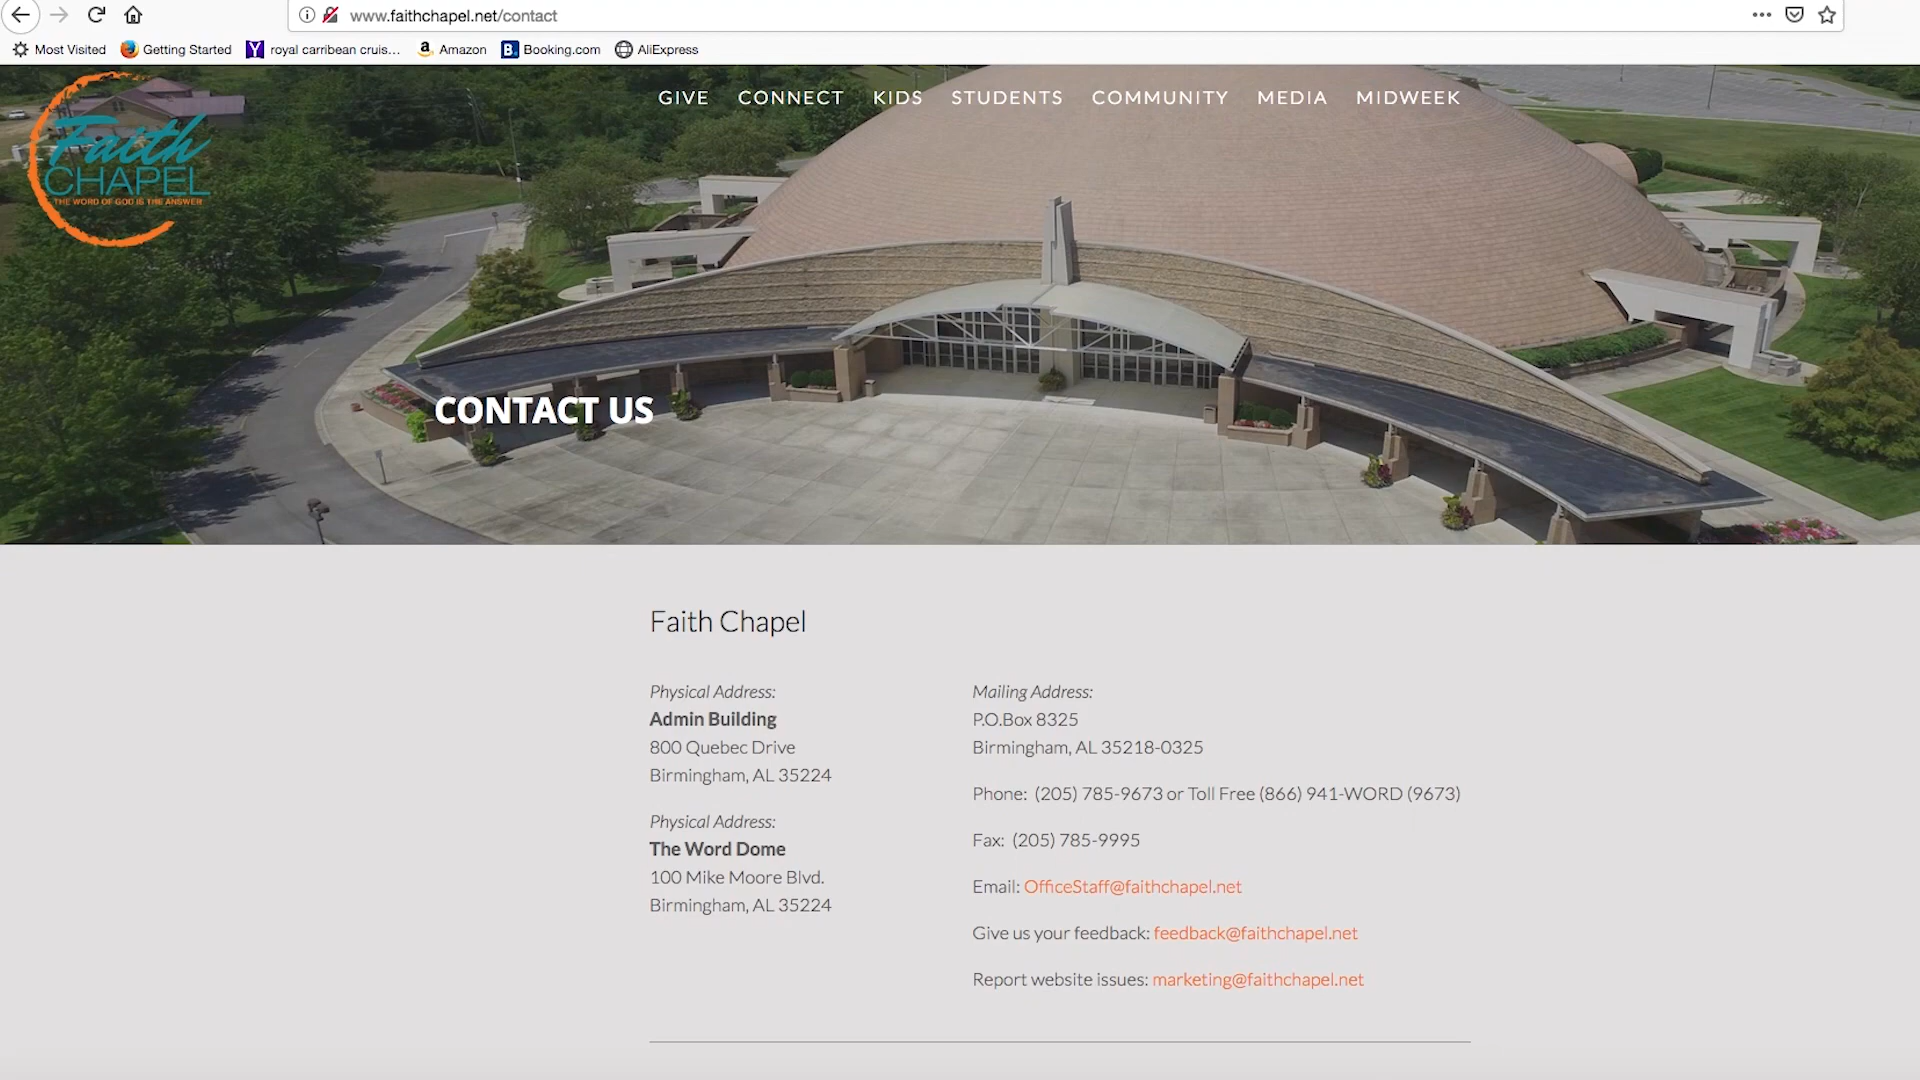 www.faithchapel.net/contact
Most Visited Getting Started royal carribean cruis... Amazon Booking.com AliExpress
GIVE CONNECT KIDS STUDENTS COMMUNITY MEDIA MIDWEEK
Faith
CHAPEL
THE WORD OF GOD IS THE ANSWER
CONTACT US
Faith Chapel
Physical Address:
Admin Building
800 Quebec Drive
Birmingham, AL 35224
Physical Address:
The Word Dome
100 Mike Moore Blvd.
Birmingham, AL 35224
Mailing Address:
P.O.Box 8325
Birmingham, AL 35218-0325
Phone: (205) 785-9673 or Toll Free (866) 941-WORD (9673)
Fax: (205) 785-9995
Email: OfficeStaff@faithchapel.net
Give us your feedback: feedback@faithchapel.net
Report website issues: marketing@faithchapel.net